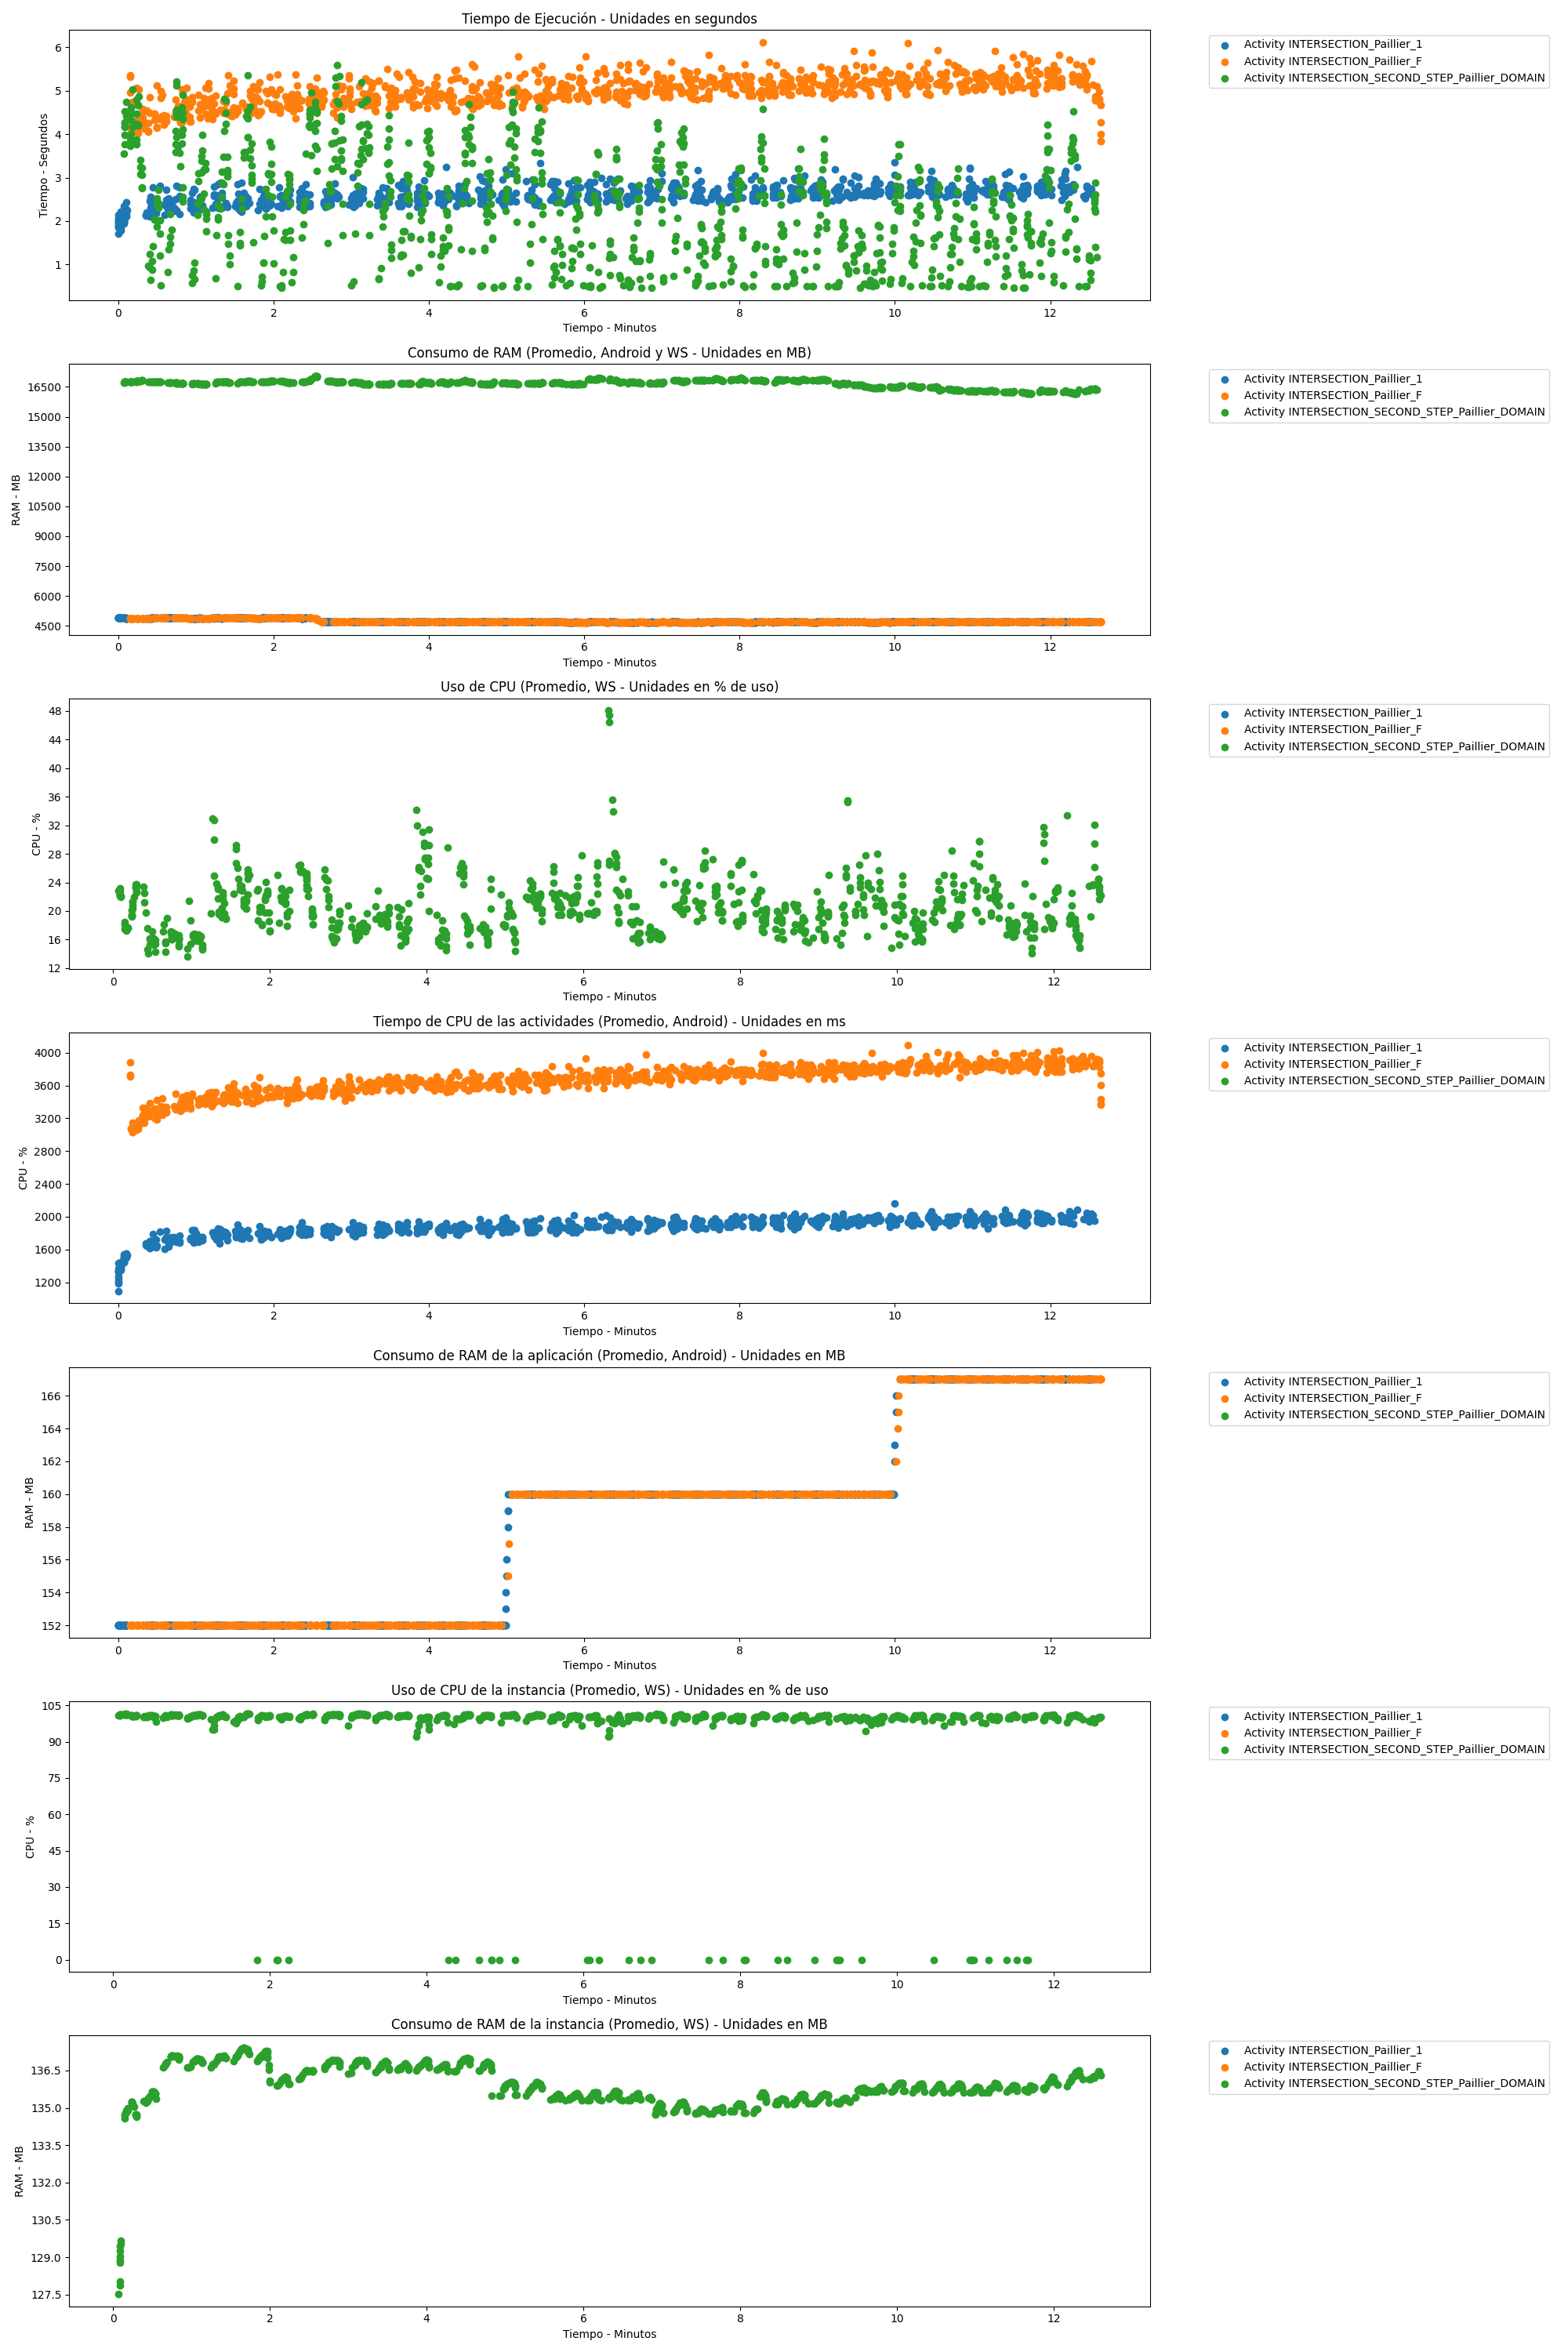 Tiempo de Ejecución - Unidades en segundos
Tiempo -Segundos
6
5
4
3
2
1
0 2 4 6 8 10 12
Tiempo - Minutos
Activity INTERSECTION_Paillier_1
Activity INTERSECTION_Paillier_F
Activity INTERSECTION_SECOND_STEP_Paillier_DOMAIN
Consumo de RAM (Promedio, Android y WS - Unidades en MB)
RAM - MB
16500
15000
13500
12000
10500
9000
7500
6000
4500
0 2 4 6 8 10 12
Tiempo - Minutos
Activity INTERSECTION_Paillier_1
Activity INTERSECTION_Paillier_F
Activity INTERSECTION_SECOND_STEP_Paillier_DOMAIN
Uso de CPU (Promedio, WS - Unidades en % de uso)
CPU - %
48
44
40
36
32
28
24
20
16
12
0 2 4 6 8 10 12
Tiempo - Minutos
Activity INTERSECTION_Paillier_1
Activity INTERSECTION_Paillier_F
Activity INTERSECTION_SECOND_STEP_Paillier_DOMAIN
Tiempo de CPU de las actividades (Promedio, Android) - Unidades en ms
CPU - %
4000
3600
3200
2800
2400
2000
1600
1200
0 2 4 6 8 10 12
Tiempo - Minutos
Activity INTERSECTION_Paillier_1
Activity INTERSECTION_Paillier_F
Activity INTERSECTION_SECOND_STEP_Paillier_DOMAIN
Consumo de RAM de la aplicación (Promedio, Android) - Unidades en MB
RAM - MB
166
164
162
160
158
156
154
152
0 2 4 6 8 10 12
Tiempo - Minutos
Activity INTERSECTION_Paillier_1
Activity INTERSECTION_Paillier_F
Activity INTERSECTION_SECOND_STEP_Paillier_DOMAIN
Uso de CPU de la instancia (Promedio, WS) - Unidades en % de uso
CPU - %
105
90
75
60
45
30
15
0
0 2 4 6 8 10 12
Tiempo - Minutos
Activity INTERSECTION_Paillier_1
Activity INTERSECTION_Paillier_F
Activity INTERSECTION_SECOND_STEP_Paillier_DOMAIN
Consumo de RAM de la instancia (Promedio, WS) - Unidades en MB
RAM - MB
136.5
135.0
133.5
132.0
130.5
129.0
127.5
0 2 4 6 8 10 12
Tiempo - Minutos
Activity INTERSECTION_Paillier_1
Activity INTERSECTION_Paillier_F
Activity INTERSECTION_SECOND_STEP_Paillier_DOMAIN